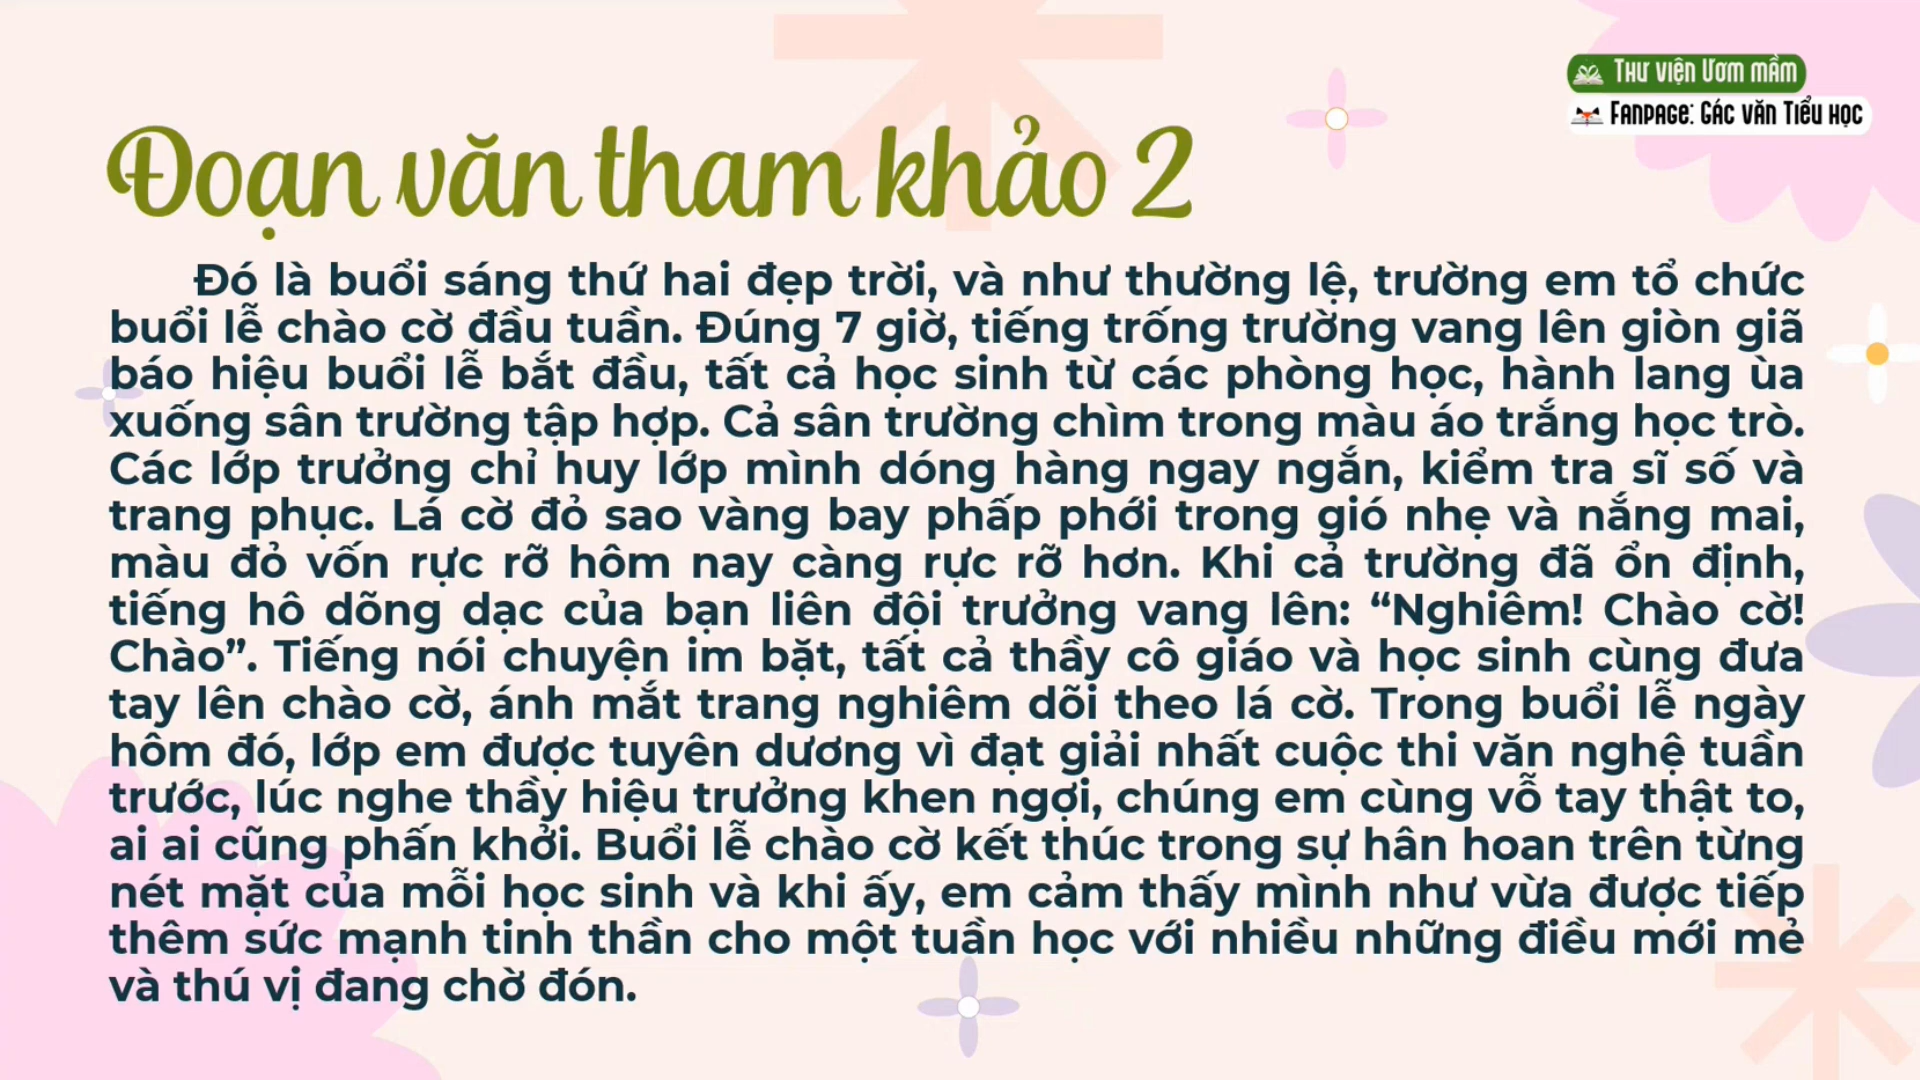 Thư viện Ươm mầm
Fanpage: Gác văn Tiểu học
Đoạn văn tham khảo 2
Đó là buổi sáng thứ hai đẹp trời, và như thường lệ, trường em tổ chức
buổi lễ chào cờ đầu tuần. Đúng 7 giờ, tiếng trống trường vang lên giòn giã
báo hiệu buổi lễ bắt đầu, tất cả học sinh từ các phòng học, hành lang ùa
xuống sân trường tập hợp. Cả sân trường chìm trong màu áo trắng học trò.
Các lớp trưởng chỉ huy lớp mình dóng hàng ngay ngắn, kiểm tra sĩ số và
trang phục. Lá cờ đỏ sao vàng bay phấp phới trong gió nhẹ và nắng mai,
màu đỏ vốn rực rỡ hôm nay càng rực rỡ hơn. Khi cả trường đã ổn định,
tiếng hô dõng dạc của bạn liên đội trưởng vang lên: “Nghiêm! Chào cờ!
Chào”. Tiếng nói chuyện im bặt, tất cả thầy cô giáo và học sinh cùng đưa
tay lên chào cờ, ánh mắt trang nghiêm dõi theo lá cờ. Trong buổi lễ ngày
hôm đó, lớp em được tuyên dương vì đạt giải nhất cuộc thi văn nghệ tuần
trước, lúc nghe thầy hiệu trưởng khen ngợi, chúng em cùng vỗ tay thật to,
ai ai cũng phấn khởi. Buổi lễ chào cờ kết thúc trong sự hân hoan trên từng
nét mặt của mỗi học sinh và khi ấy, em cảm thấy mình như vừa được tiếp
thêm sức mạnh tinh thần cho một tuần học với nhiều những điều mới mẻ
và thú vị đang chờ đón.